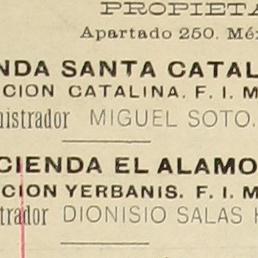 PROPIETA
Apartado 250. Mé
NDA SANTA CATAL
CION CATALINA. F. I. M
nistrador MIGUEL SOTO.
CIENDA EL ALAMO
CION YERBANIS. F. I. M
trador DIONISIO SALAS